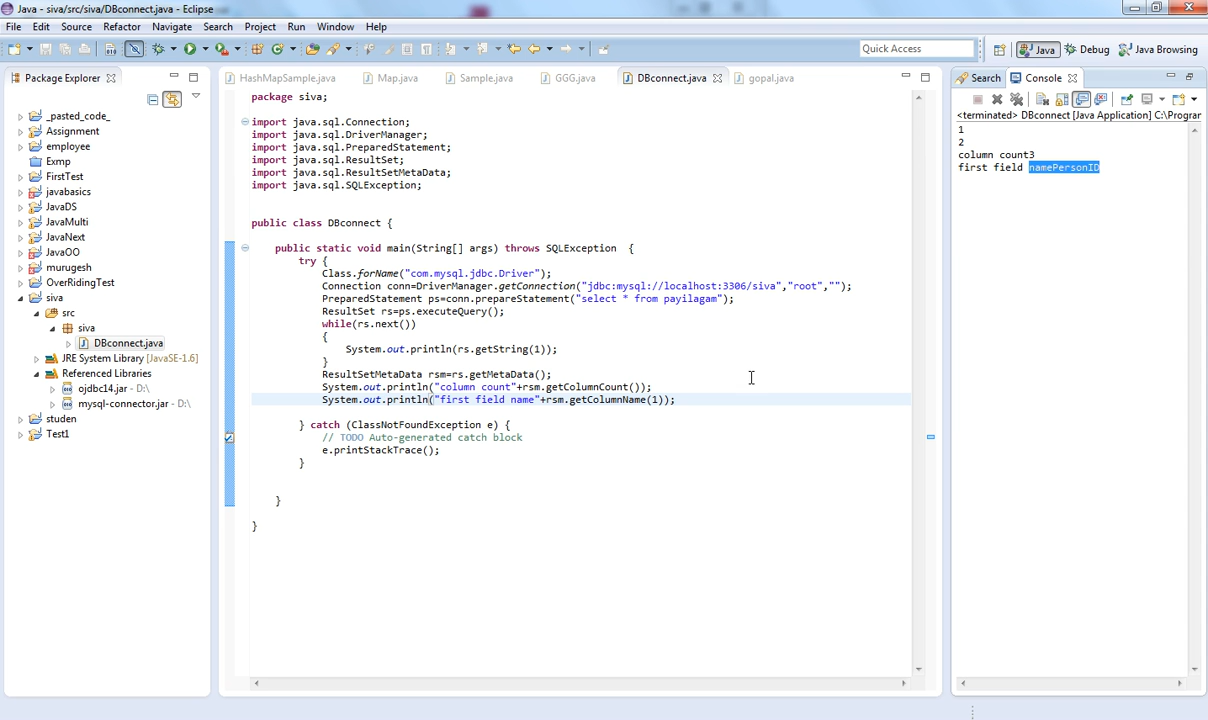 Java - siva/src/siva/DBconnect.java - Eclipse
File Edit Source Refactor Navigate Search Project Run Window Help
Quick Access
Java
Debug
Java Browsing
Package Explorer
_pasted_code_
Assignment
employee
Exmp
FirstTest
javabasics
JavaDS
JavaMulti
JavaNext
JavaOO
murugesh
OverRidingTest
siva
src
siva
DBconnect.java
JRE System Library [JavaSE-1.6]
Referenced Libraries
ojdbc14.jar - D:\
mysql-connector.jar - D:\
studen
Test1
HashMapSample.java Map.java Sample.java GGG.java DBconnect.java gopal.java
package siva;
import java.sql.Connection;
import java.sql.DriverManager;
import java.sql.PreparedStatement;
import java.sql.ResultSet;
import java.sql.ResultSetMetaData;
import java.sql.SQLException;
public class DBconnect {
public static void main(String[] args) throws SQLException {
try {
Class.forName("com.mysql.jdbc.Driver");
Connection conn=DriverManager.getConnection("jdbc:mysql://localhost:3306/siva","root","");
PreparedStatement ps=conn.prepareStatement("select * from payilagam");
ResultSet rs=ps.executeQuery();
while(rs.next())
{
System.out.println(rs.getString(1));
}
ResultSetMetaData rsm=rs.getMetaData();
System.out.println("column count"+rsm.getColumnCount());
System.out.println("first field name"+rsm.getColumnName(1));
} catch (ClassNotFoundException e) {
// TODO Auto-generated catch block
e.printStackTrace();
}
}
}
Search Console
<terminated> DBconnect [Java Application] C:\Prograr
1
2
column count3
first field namePersonID